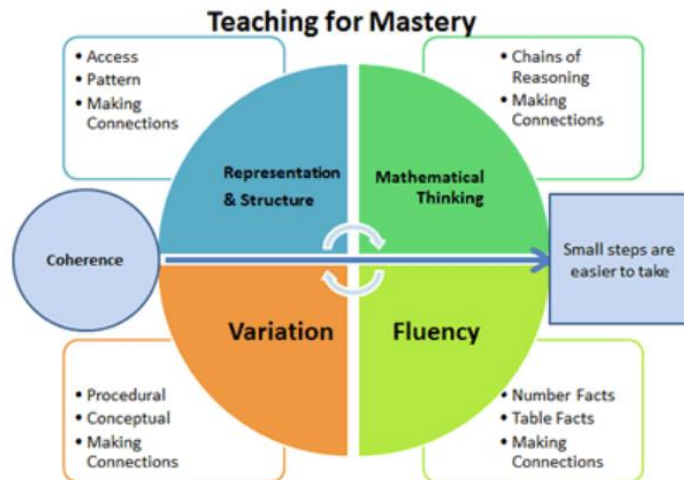 Teaching for Mastery
• Access
• Pattern
• Making
Connections
• Chains of
Reasoning
• Making
Connections
Representation
& Structure
Mathematical
Thinking
Coherence
Small steps are
easier to take
Variation
Fluency
• Procedural
• Conceptual
• Making
Connections
• Number Facts
• Table Facts
• Making
Connections